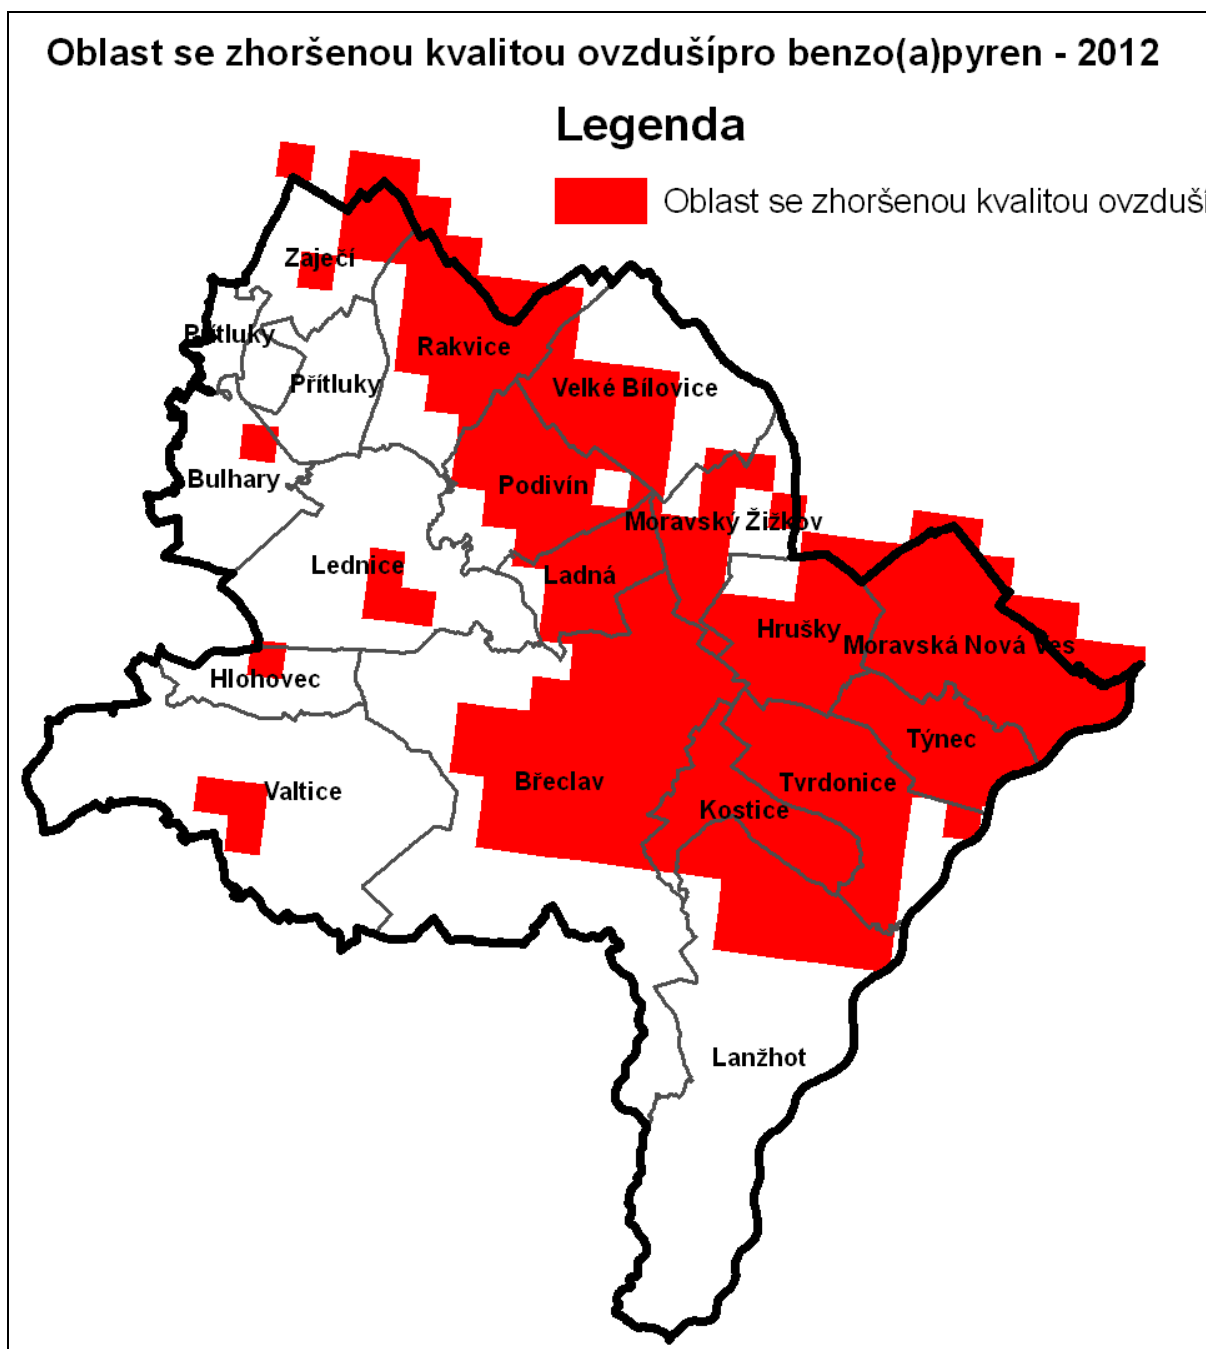 Oblast se zhoršenou kvalitou ovzdušípro benzo(a)pyren - 2012
Legenda
Oblast se zhoršenou kvalitou ovzduší
Zaječí
Přítluky
Rakvice
Přítluky
Velké Bílovice
Bulhary
Podivín
Moravský Žižkov
Lednice
Ladná
Hrušky
Moravská Nová Ves
Hlohovec
Týnec
Břeclav
Tvrdonice
Valtice
Kostice
Lanžhot